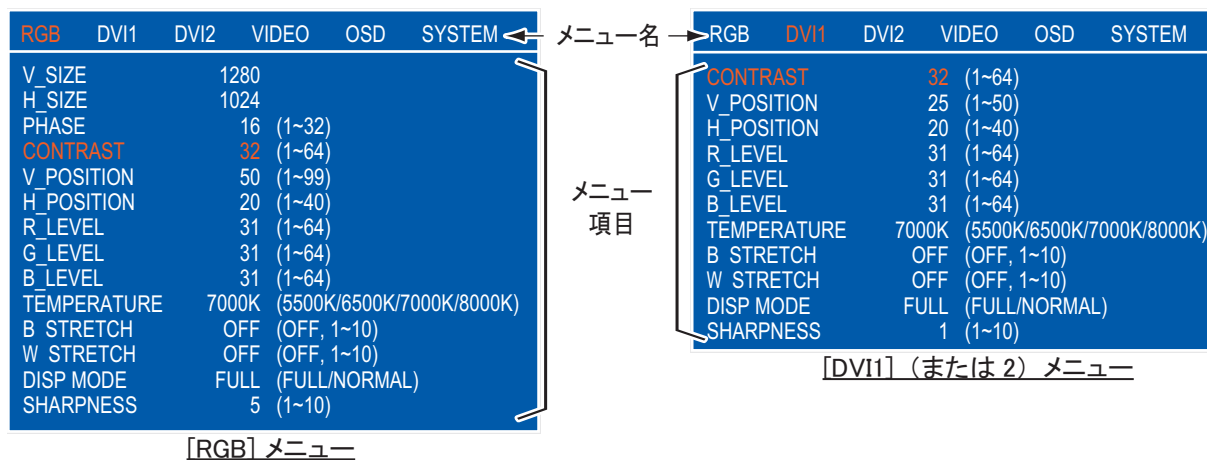 RGB DVI1 DVI2 VIDEO OSD SYSTEM
V_SIZE 1280
H_SIZE 1024
PHASE 16 (1~32)
CONTRAST 32 (1~64)
V_POSITION 50 (1~99)
H_POSITION 20 (1~40)
R_LEVEL 31 (1~64)
G_LEVEL 31 (1~64)
B_LEVEL 31 (1~64)
TEMPERATURE 7000K (5500K/6500K/7000K/8000K)
B STRETCH OFF (OFF, 1~10)
W STRETCH OFF (OFF, 1~10)
DISP MODE FULL (FULL/NORMAL)
SHARPNESS 5 (1~10)
[RGB] メニュー
メニュー名
メニュー
項目
RGB DVI1 DVI2 VIDEO OSD SYSTEM
CONTRAST 32 (1~64)
V_POSITION 25 (1~50)
H_POSITION 20 (1~40)
R_LEVEL 31 (1~64)
G_LEVEL 31 (1~64)
B_LEVEL 31 (1~64)
TEMPERATURE 7000K (5500K/6500K/7000K/8000K)
B STRETCH OFF (OFF, 1~10)
W STRETCH OFF (OFF, 1~10)
DISP MODE FULL (FULL/NORMAL)
SHARPNESS 1 (1~10)
[DVI1]（または 2）メニュー